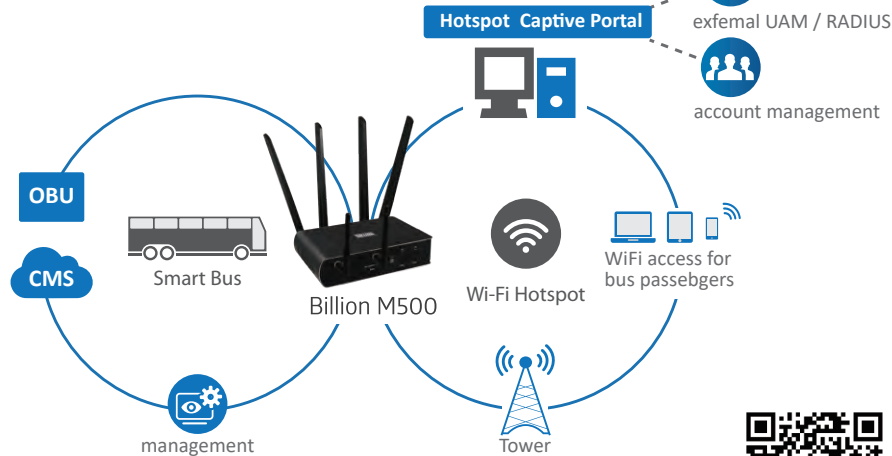 Hotspot Captive Portal
exfemal UAM / RADIUS
account management
OBU
CMS
Smart Bus
Billion M500
Wi-Fi Hotspot
WiFi access for
bus passebgers
management
Tower